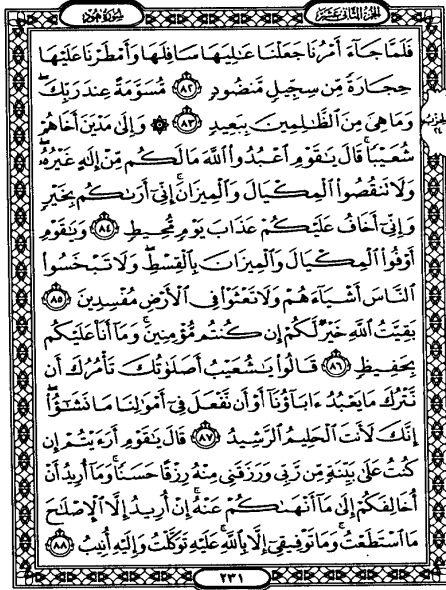 الجزء الثاني عشر
سورة هود
فَلَمَّا جَآءَ أَمْرُنَا جَعَلْنَا عَٰلِيَهَا سَافِلَهَا وَأَمْطَرْنَا عَلَيْهَا
حِجَارَةً مِّن سِجِّيلٍ مَّنضُودٍ ٨٢ مُّسَوَّمَةً عِندَ رَبِّكَۖ
وَمَا هِىَ مِنَ ٱلظَّٰلِمِينَ بِبَعِيدٍ ٨٣ ۞ وَإِلَىٰ مَدْيَنَ أَخَاهُمْ
شُعَيْبًاۚ قَالَ يَٰقَوْمِ ٱعْبُدُوا۟ ٱللَّهَ مَا لَكُم مِّنْ إِلَٰهٍ غَيْرُهُۥۖ
وَلَا تَنقُصُوا۟ ٱلْمِكْيَالَ وَٱلْمِيزَانَۚ إِنِّىٓ أَرَىٰكُم بِخَيْرٍ
وَإِنِّىٓ أَخَافُ عَلَيْكُمْ عَذَابَ يَوْمٍ مُّحِيطٍ ٨٤ وَيَٰقَوْمِ
أَوْفُوا۟ ٱلْمِكْيَالَ وَٱلْمِيزَانَ بِٱلْقِسْطِۖ وَلَا تَبْخَسُوا۟
ٱلنَّاسَ أَشْيَآءَهُمْ وَلَا تَعْثَوْا۟ فِى ٱلْأَرْضِ مُفْسِدِينَ ٨٥
بَقِيَّتُ ٱللَّهِ خَيْرٌ لَّكُمْ إِن كُنتُم مُّؤْمِنِينَۚ وَمَآ أَنَا۠ عَلَيْكُم
بِحَفِيظٍ ٨٦ قَالُوا۟ يَٰشُعَيْبُ أَصَلَوٰتُكَ تَأْمُرُكَ أَن
نَّتْرُكَ مَا يَعْبُدُ ءَابَآؤُنَآ أَوْ أَن نَّفْعَلَ فِىٓ أَمْوَٰلِنَا مَا نَشَٰٓؤُا۟ۖ
إِنَّكَ لَأَنتَ ٱلْحَلِيمُ ٱلرَّشِيدُ ٨٧ قَالَ يَٰقَوْمِ أَرَءَيْتُمْ إِن
كُنتُ عَلَىٰ بَيِّنَةٍ مِّن رَّبِّى وَرَزَقَنِى مِنْهُ رِزْقًا حَسَنًاۚ وَمَآ أُرِيدُ أَنْ
أُخَالِفَكُمْ إِلَىٰ مَآ أَنْهَىٰكُمْ عَنْهُۚ إِنْ أُرِيدُ إِلَّا ٱلْإِصْلَٰحَ
مَا ٱسْتَطَعْتُۚ وَمَا تَوْفِيقِىٓ إِلَّا بِٱللَّهِۚ عَلَيْهِ تَوَكَّلْتُ وَإِلَيْهِ أُنِيبُ ٨٨
٢٣١